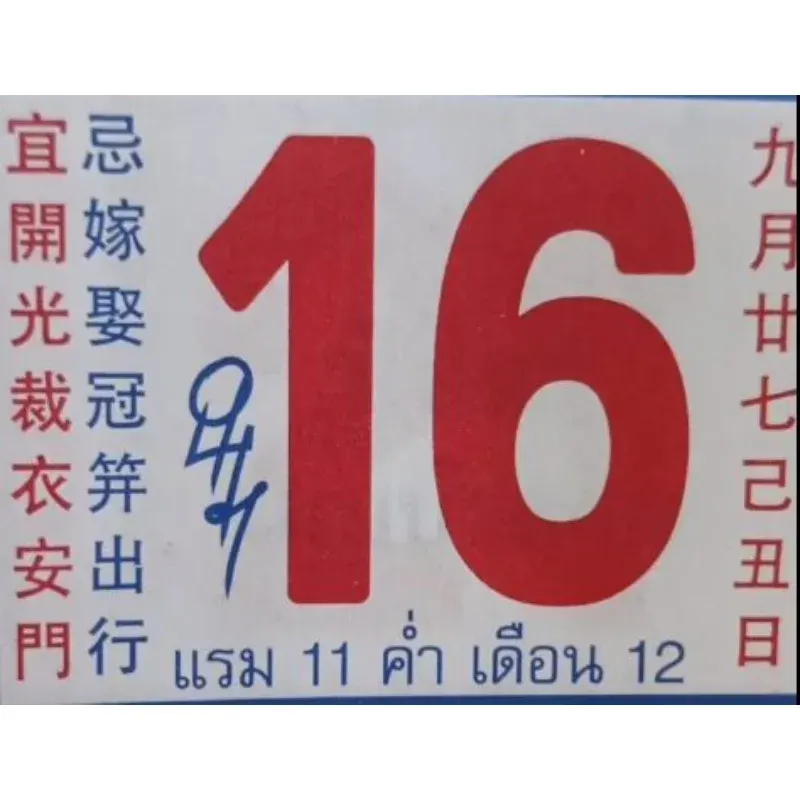 宜開光裁衣安門
忌嫁娶冠笄出行
16
แรม 11 ค่ำ เดือน 12
九月廿七己丑日